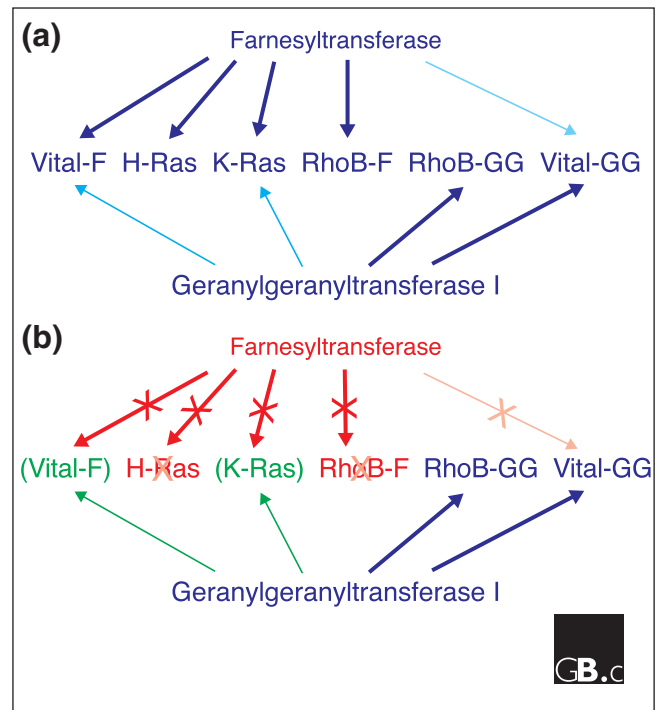 (a)
Farnesyltransferase
Vital-F H-Ras K-Ras RhoB-F RhoB-GG Vital-GG
Geranylgeranyltransferase I
(b)
Farnesyltransferase
(Vital-F) H-Ras (K-Ras) RhoB-F RhoB-GG Vital-GG
Geranylgeranyltransferase I
GB.c